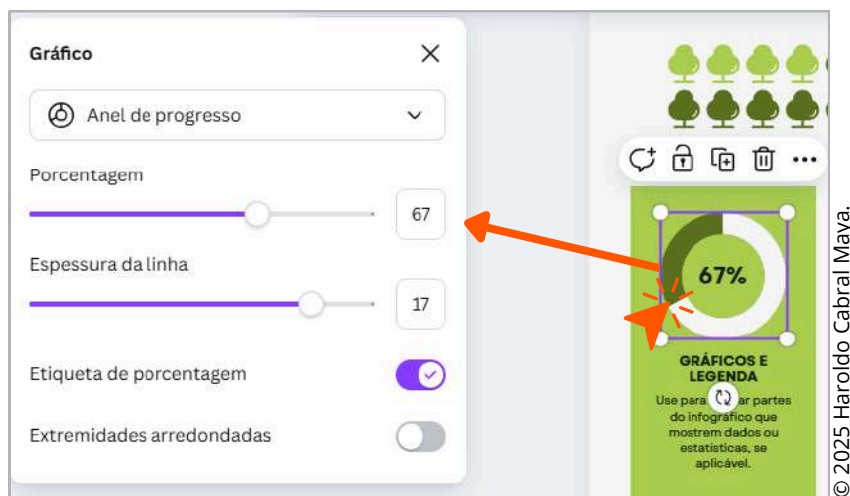 Gráfico
Anel de progresso
Porcentagem
67
Espessura da linha
17
Etiqueta de porcentagem
Extremidades arredondadas
67%
GRÁFICOS E
LEGENDA
Use para ar partes
do infográfico que
mostrem dados ou
estatísticas, se
aplicável.
© 2025 Haroldo Cabral Maya.